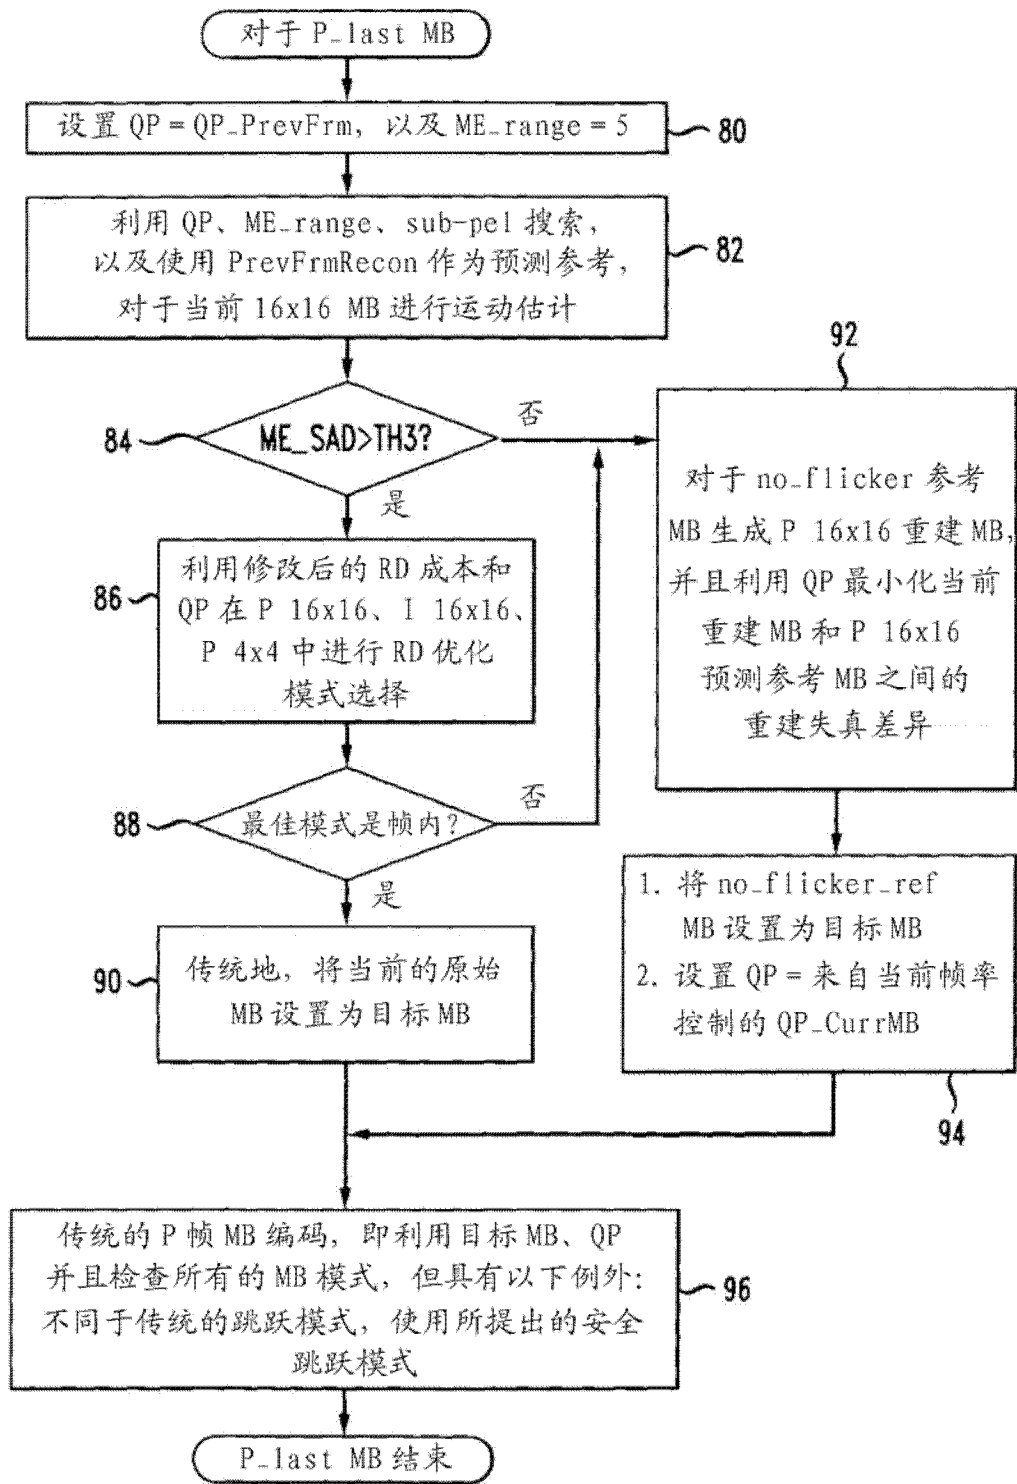 对于 P_last MB
设置 QP = QP_PrevFrm, 以及 ME_range = 5
80
利用 QP、ME_range、sub-pel 搜索,
以及使用 PrevFrmRecon 作为预测参考,
对于当前 16x16 MB 进行运动估计
82
84
ME_SAD>TH3?
否
是
86
利用修改后的 RD 成本和
QP 在 P 16x16、I 16x16、
P 4x4 中进行 RD 优化
模式选择
88
最佳模式是帧内?
否
是
90
传统地, 将当前的原始
MB 设置为目标 MB
92
对于 no_flicker 参考
MB 生成 P 16x16 重建 MB,
并且利用 QP 最小化当前
重建 MB 和 P 16x16
预测参考 MB 之间的
重建失真差异
1. 将 no_flicker_ref
MB 设置为目标 MB
2. 设置 QP = 来自当前帧率
控制的 QP_CurrMB
94
传统的 P 帧 MB 编码, 即利用目标 MB、QP
并且检查所有的 MB 模式, 但具有以下例外:
不同于传统的跳跃模式, 使用所提出的安全
跳跃模式
96
P_last MB 结束